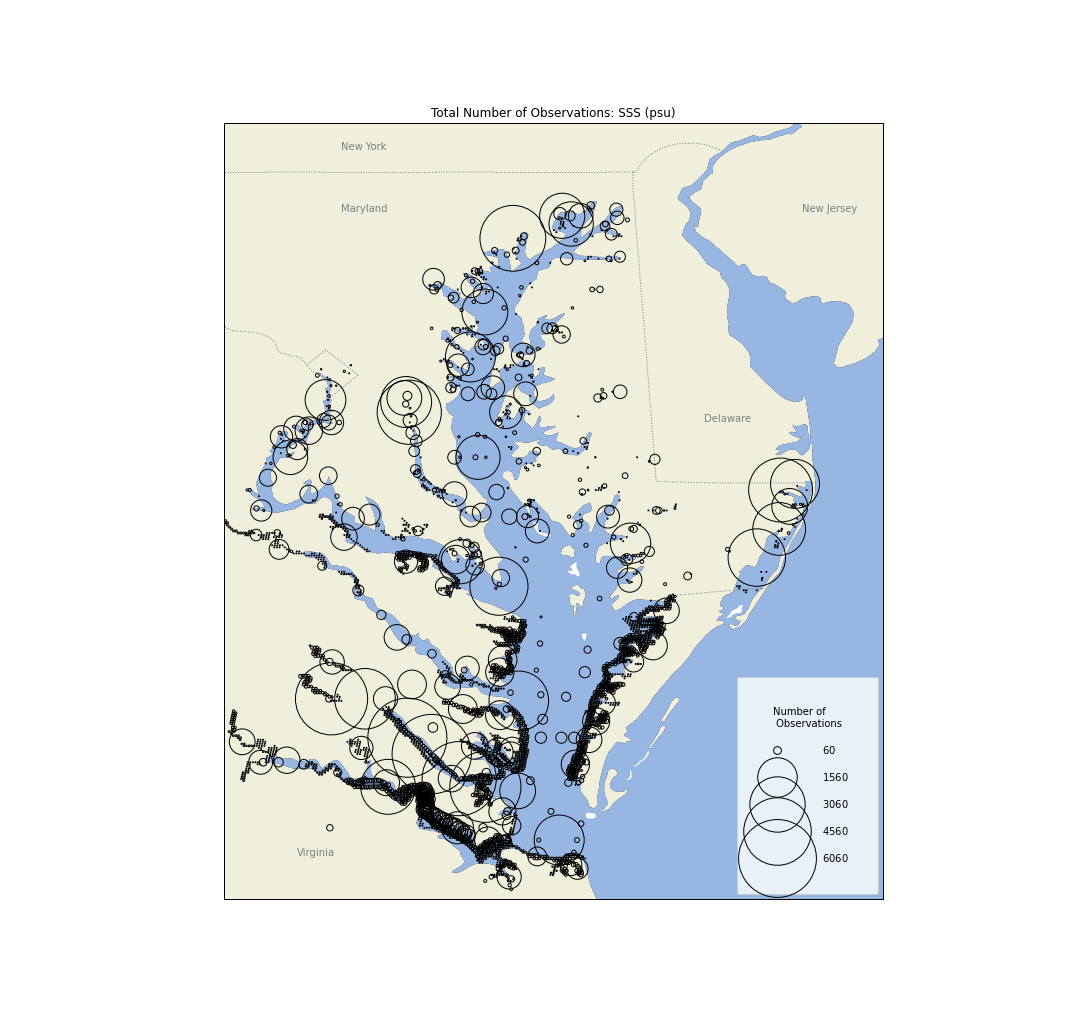 Total Number of Observations: SSS (psu)
New York
Maryland
New Jersey
Delaware
Number of
Observations
60
1560
3060
4560
6060
Virginia